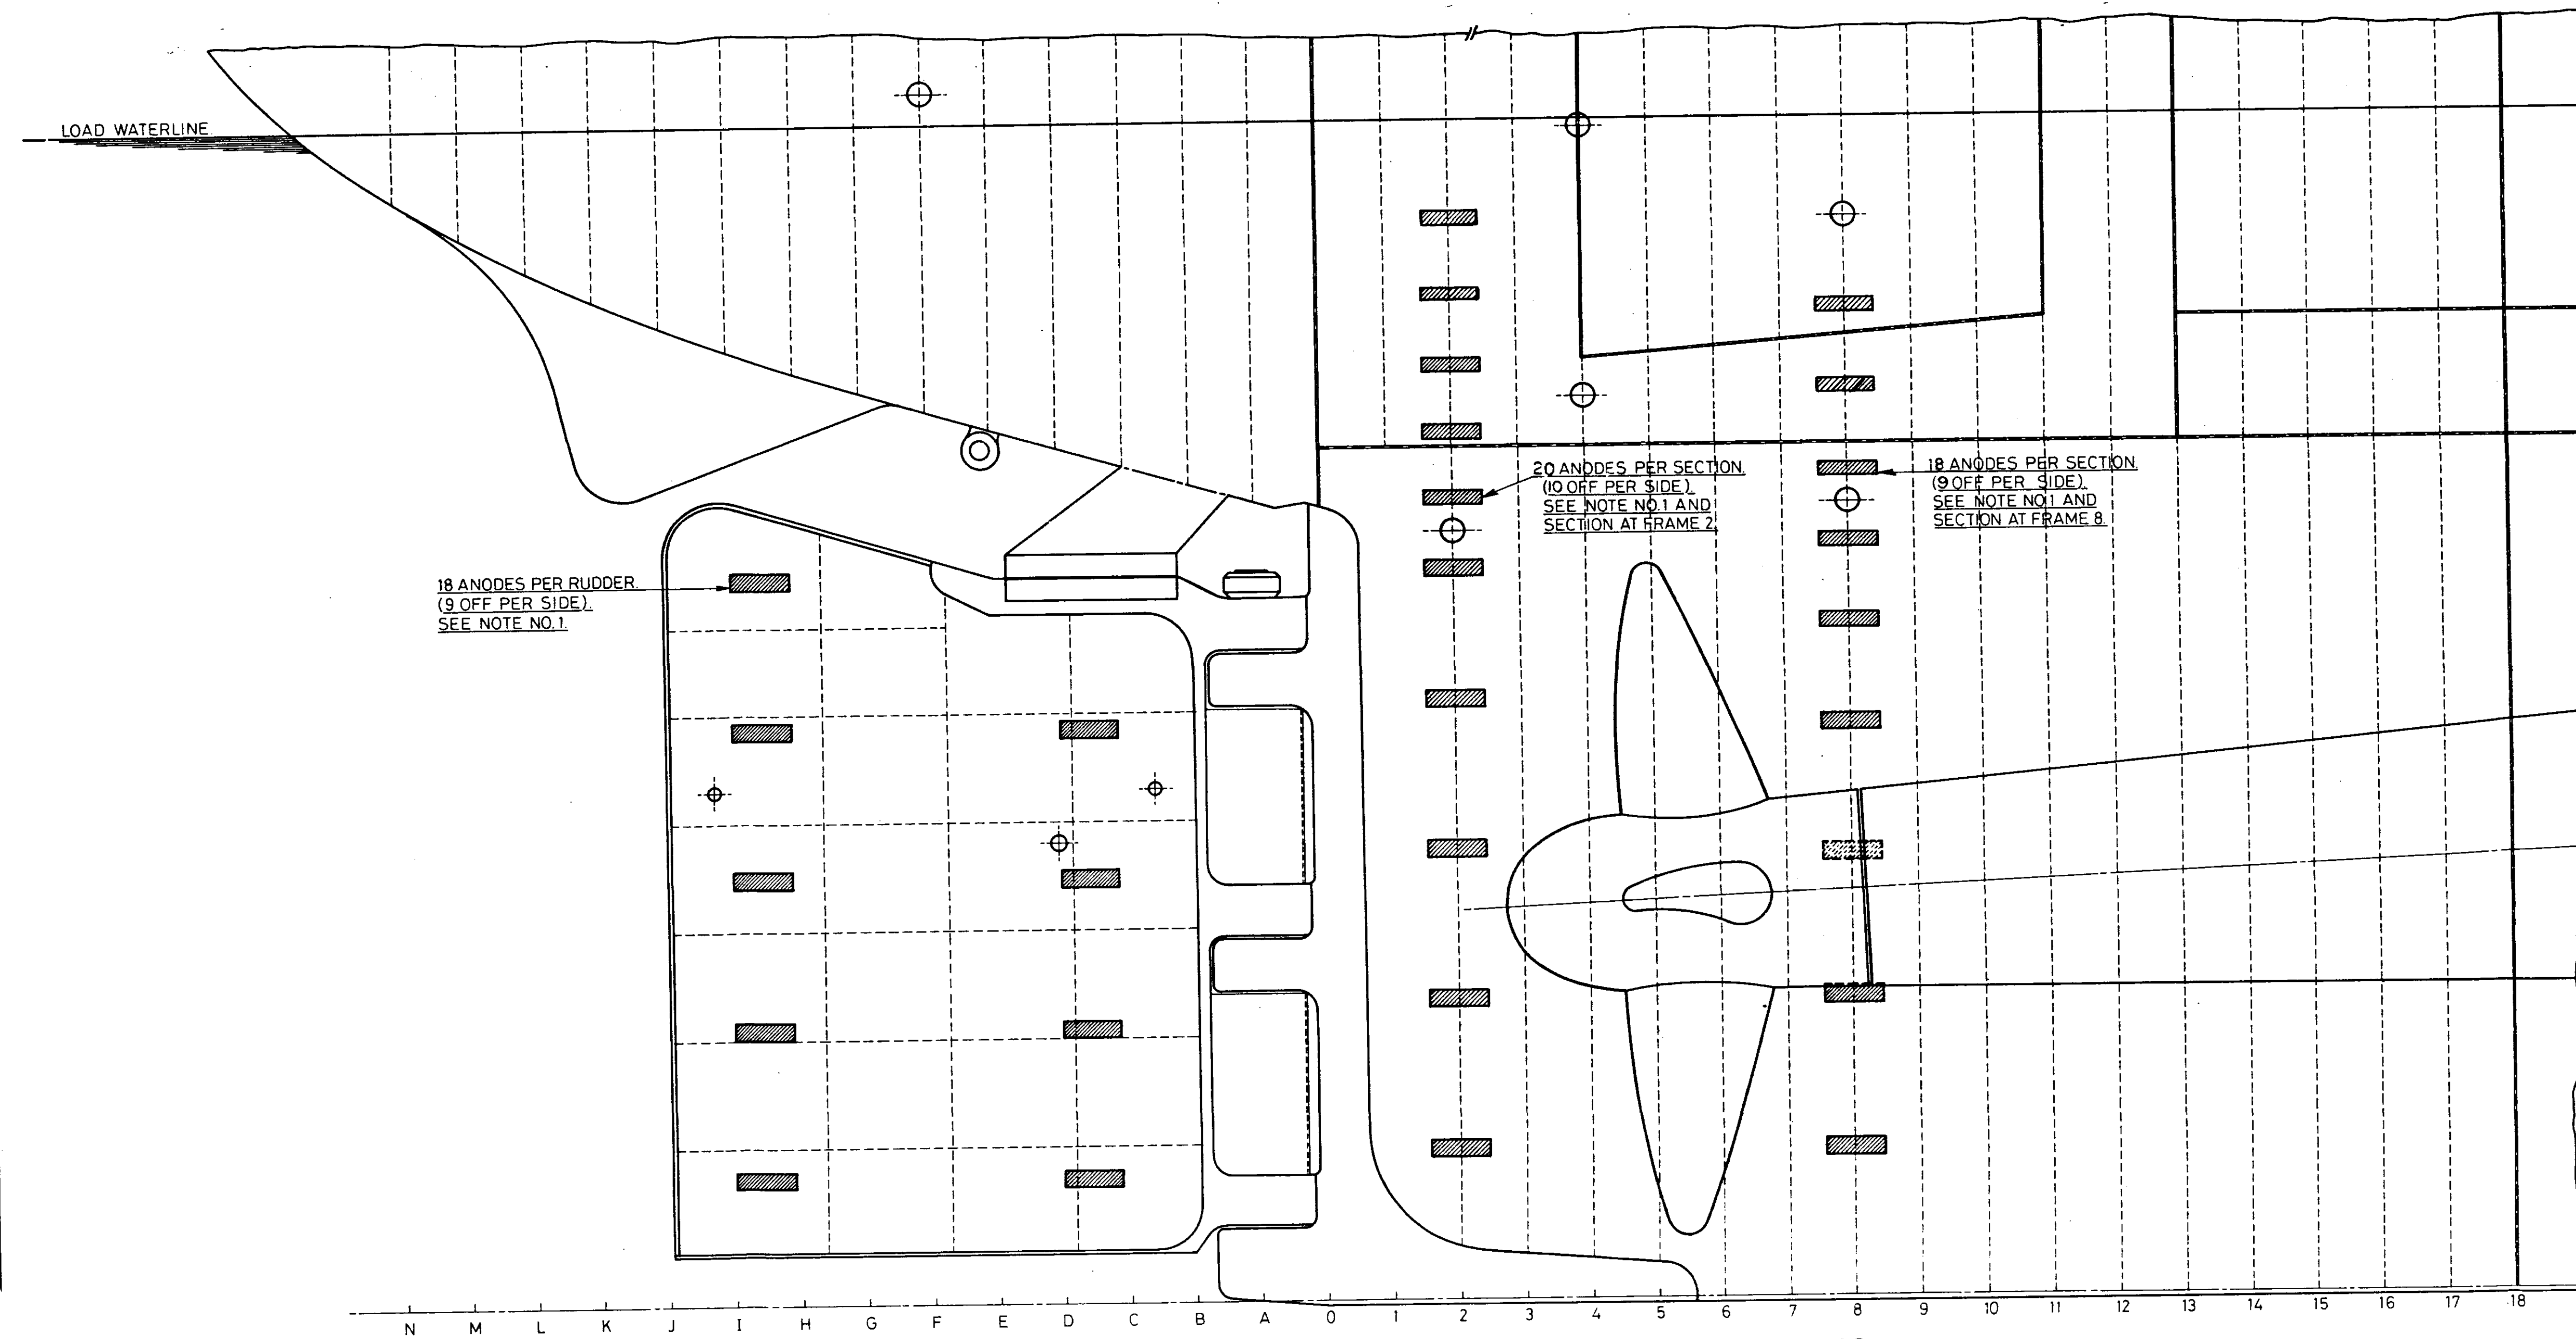 LOAD WATERLINE.
20 ANODES PER SECTION.
(10 OFF PER SIDE).
SEE NOTE NO.1 AND
SECTION AT FRAME 2.
18 ANODES PER SECTION.
(9 OFF PER SIDE).
SEE NOTE NO.1 AND
SECTION AT FRAME 8.
18 ANODES PER RUDDER.
(9 OFF PER SIDE).
SEE NOTE NO.1.
N M L K J I H G F E D C B A 0 1 2 3 4 5 6 7 8 9 10 11 12 13 14 15 16 17 18